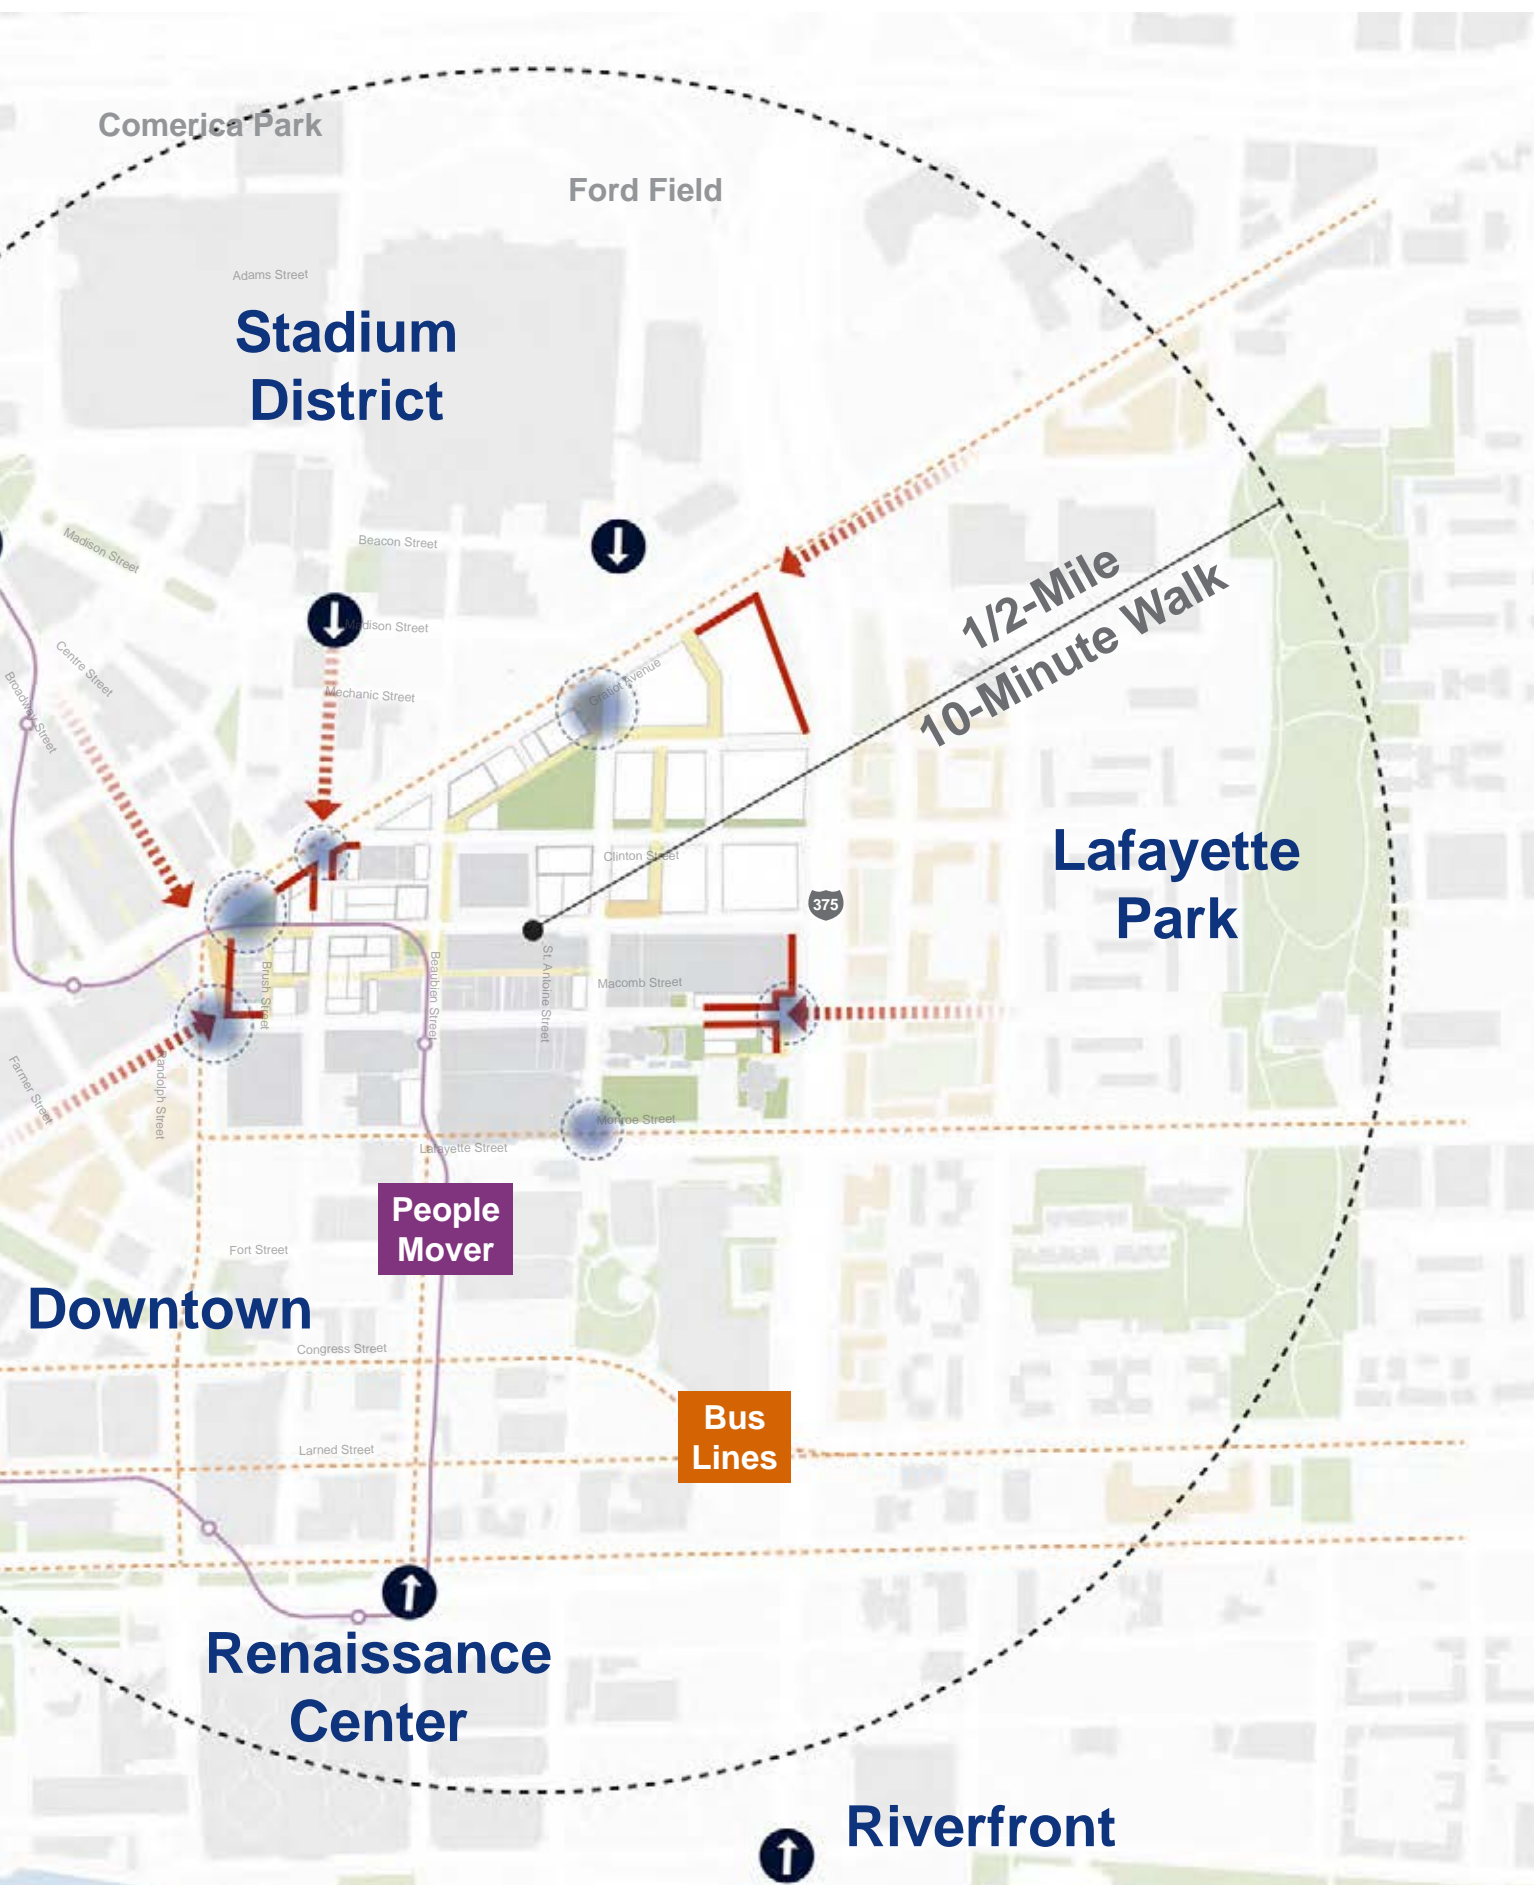 Comerica Park
Ford Field
Adams Street
Stadium
District
Madison Street
Beacon Street
Madison Street
Centre Street
Broadway Street
Mechanic Street
Gratiot Avenue
1/2-Mile
10-Minute Walk
Clinton Street
Lafayette
Park
375
Brush Street
Beaubien Street
St. Antoine Street
Macomb Street
Farmer Street
Randolph Street
Monroe Street
Lafayette Street
People
Mover
Fort Street
Downtown
Congress Street
Bus
Lines
Larned Street
Renaissance
Center
Riverfront